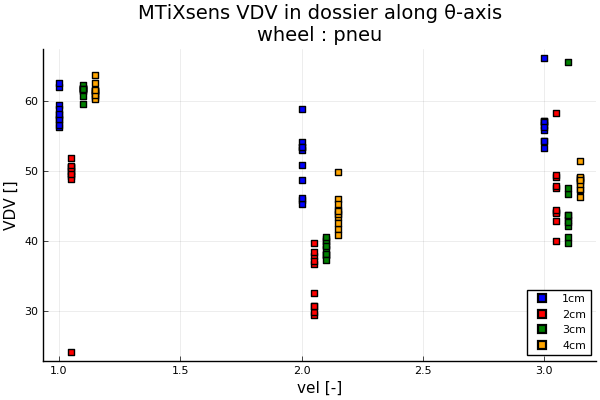 MTiXsens VDV in dossier along θ-axis
wheel : pneu
VDV []
60
50
40
30
1.0
1.5
2.0
2.5
3.0
vel [-]
1cm
2cm
3cm
4cm